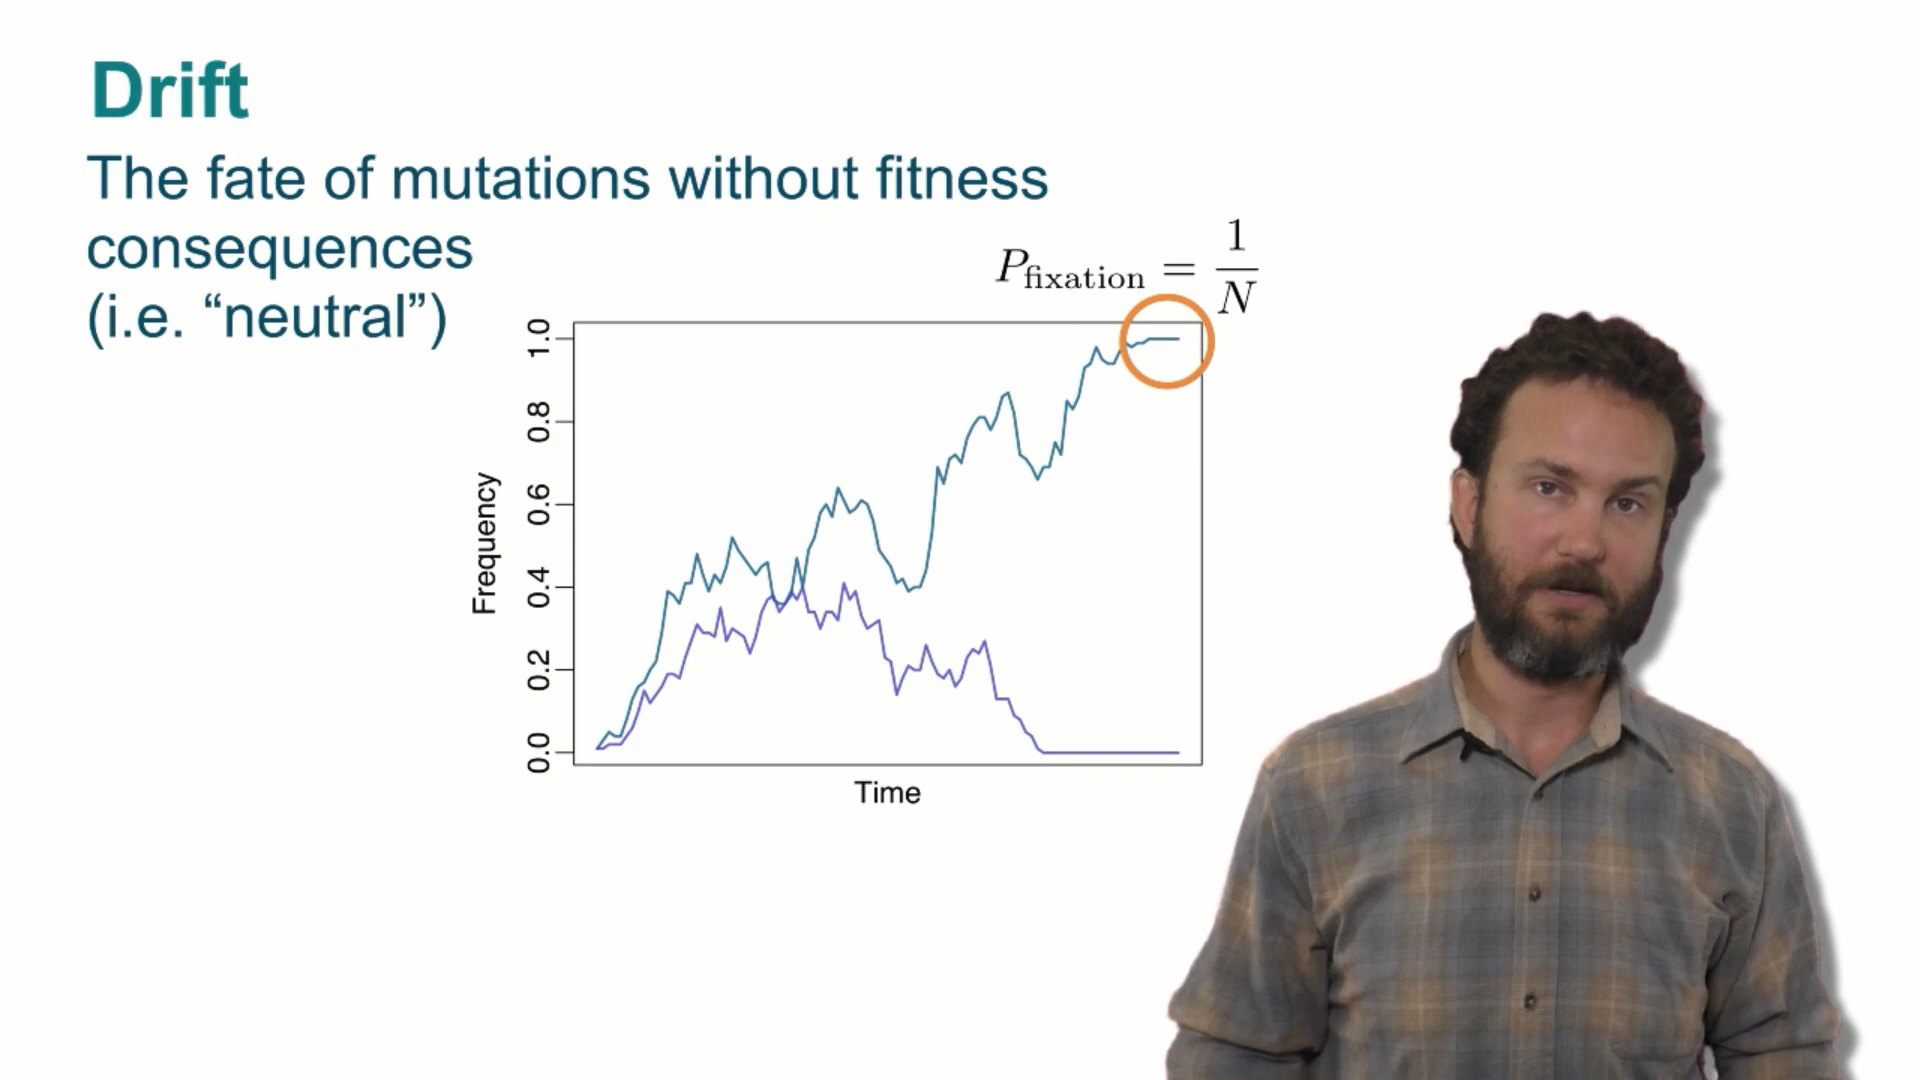 Drift
The fate of mutations without fitness
consequences
(i.e. “neutral”)
P_fixation = 1/N
1.0
0.8
0.6
0.4
0.2
0.0
Frequency
Time